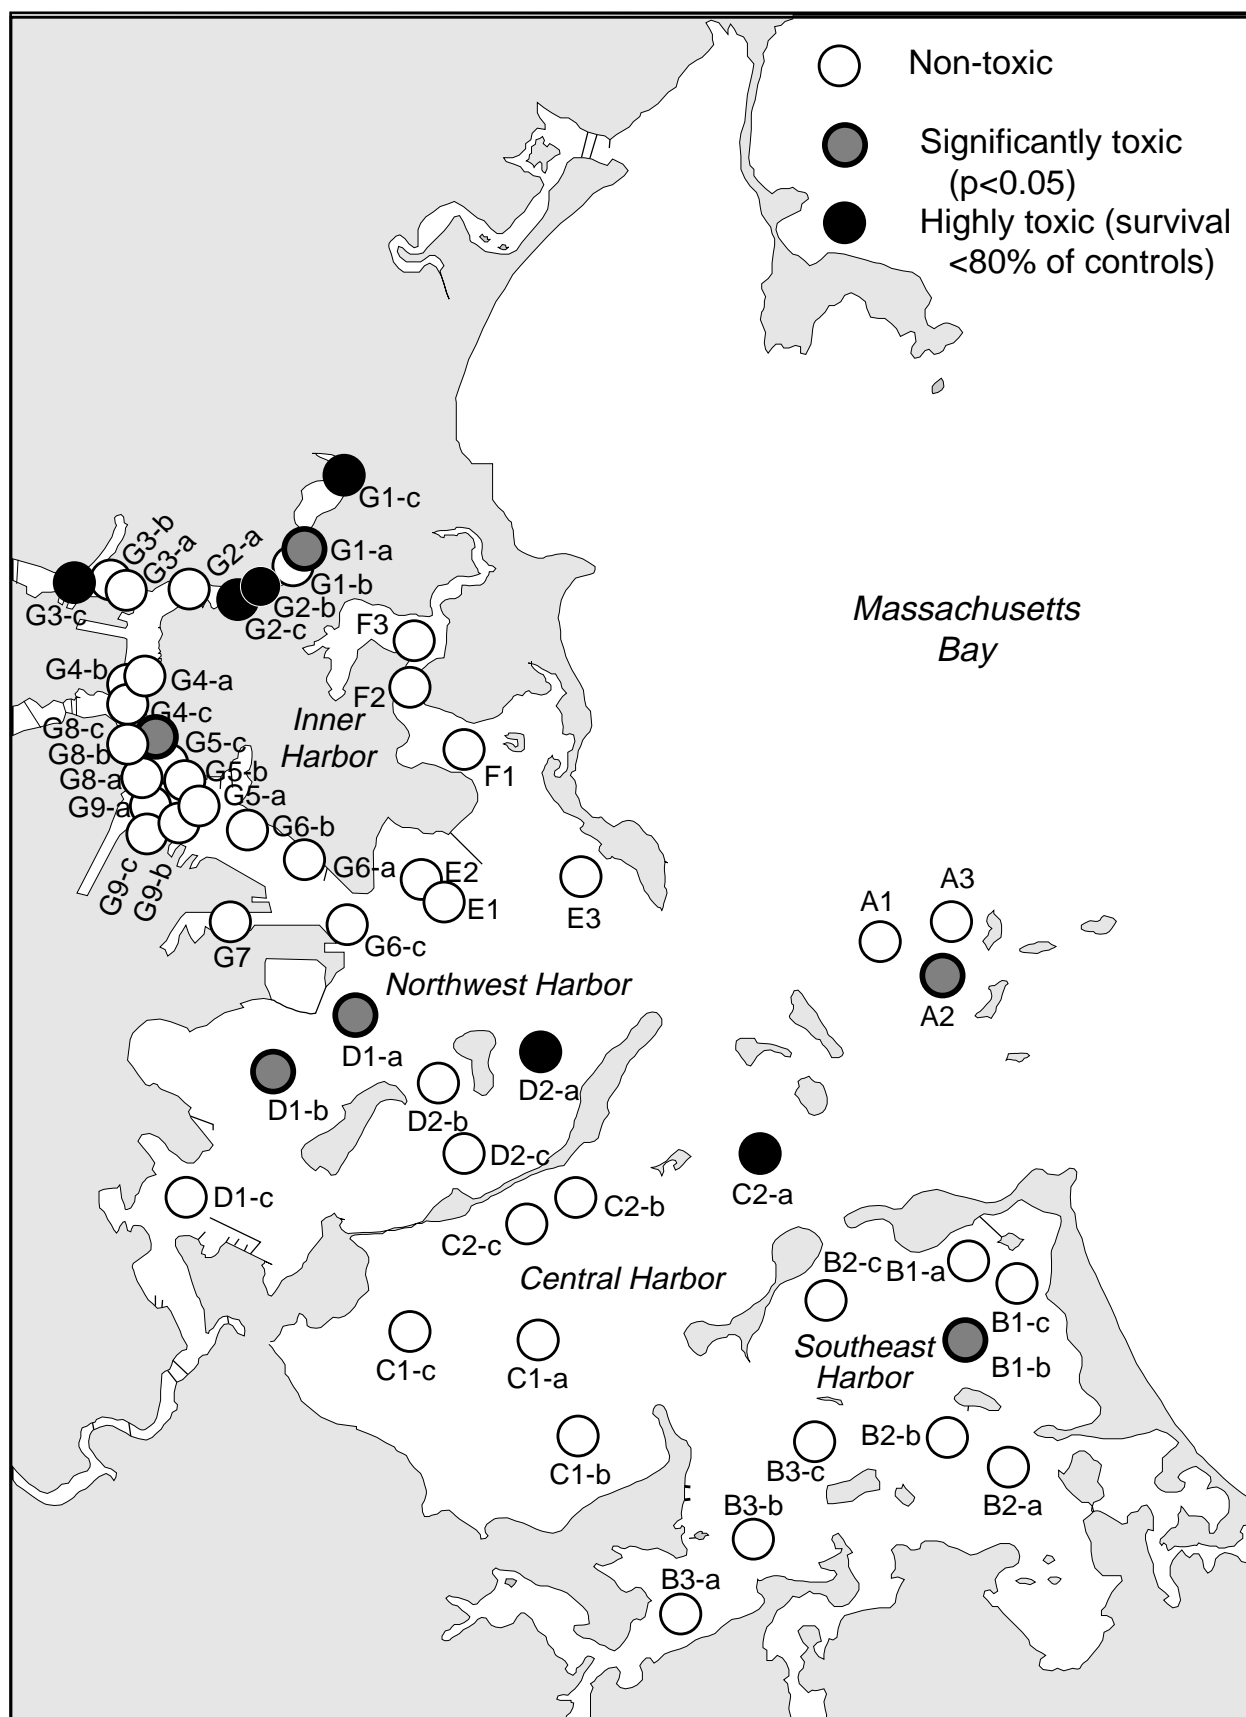 Non-toxic
Significantly toxic
(p<0.05)
Highly toxic (survival
<80% of controls)
G1-c
G3-b
G3-a
G2-a
G1-a
G1-b
G2-b
G2-c
G3-c
F3
Massachusetts
Bay
G4-b
G4-a
F2
G4-c
Inner
Harbor
G8-c
G5-c
G8-b
G5-b
G8-a
F1
G5-a
G9-a
G6-b
G6-a
E2
G9-c
G9-b
E1
E3
A3
A1
G7
G6-c
Northwest Harbor
A2
D1-a
D2-a
D1-b
D2-b
D2-c
D1-c
C2-a
C2-b
C2-c
B2-c
B1-a
Central Harbor
B1-c
Southeast
Harbor
B1-b
C1-c
C1-a
B2-b
C1-b
B3-c
B2-a
B3-b
B3-a